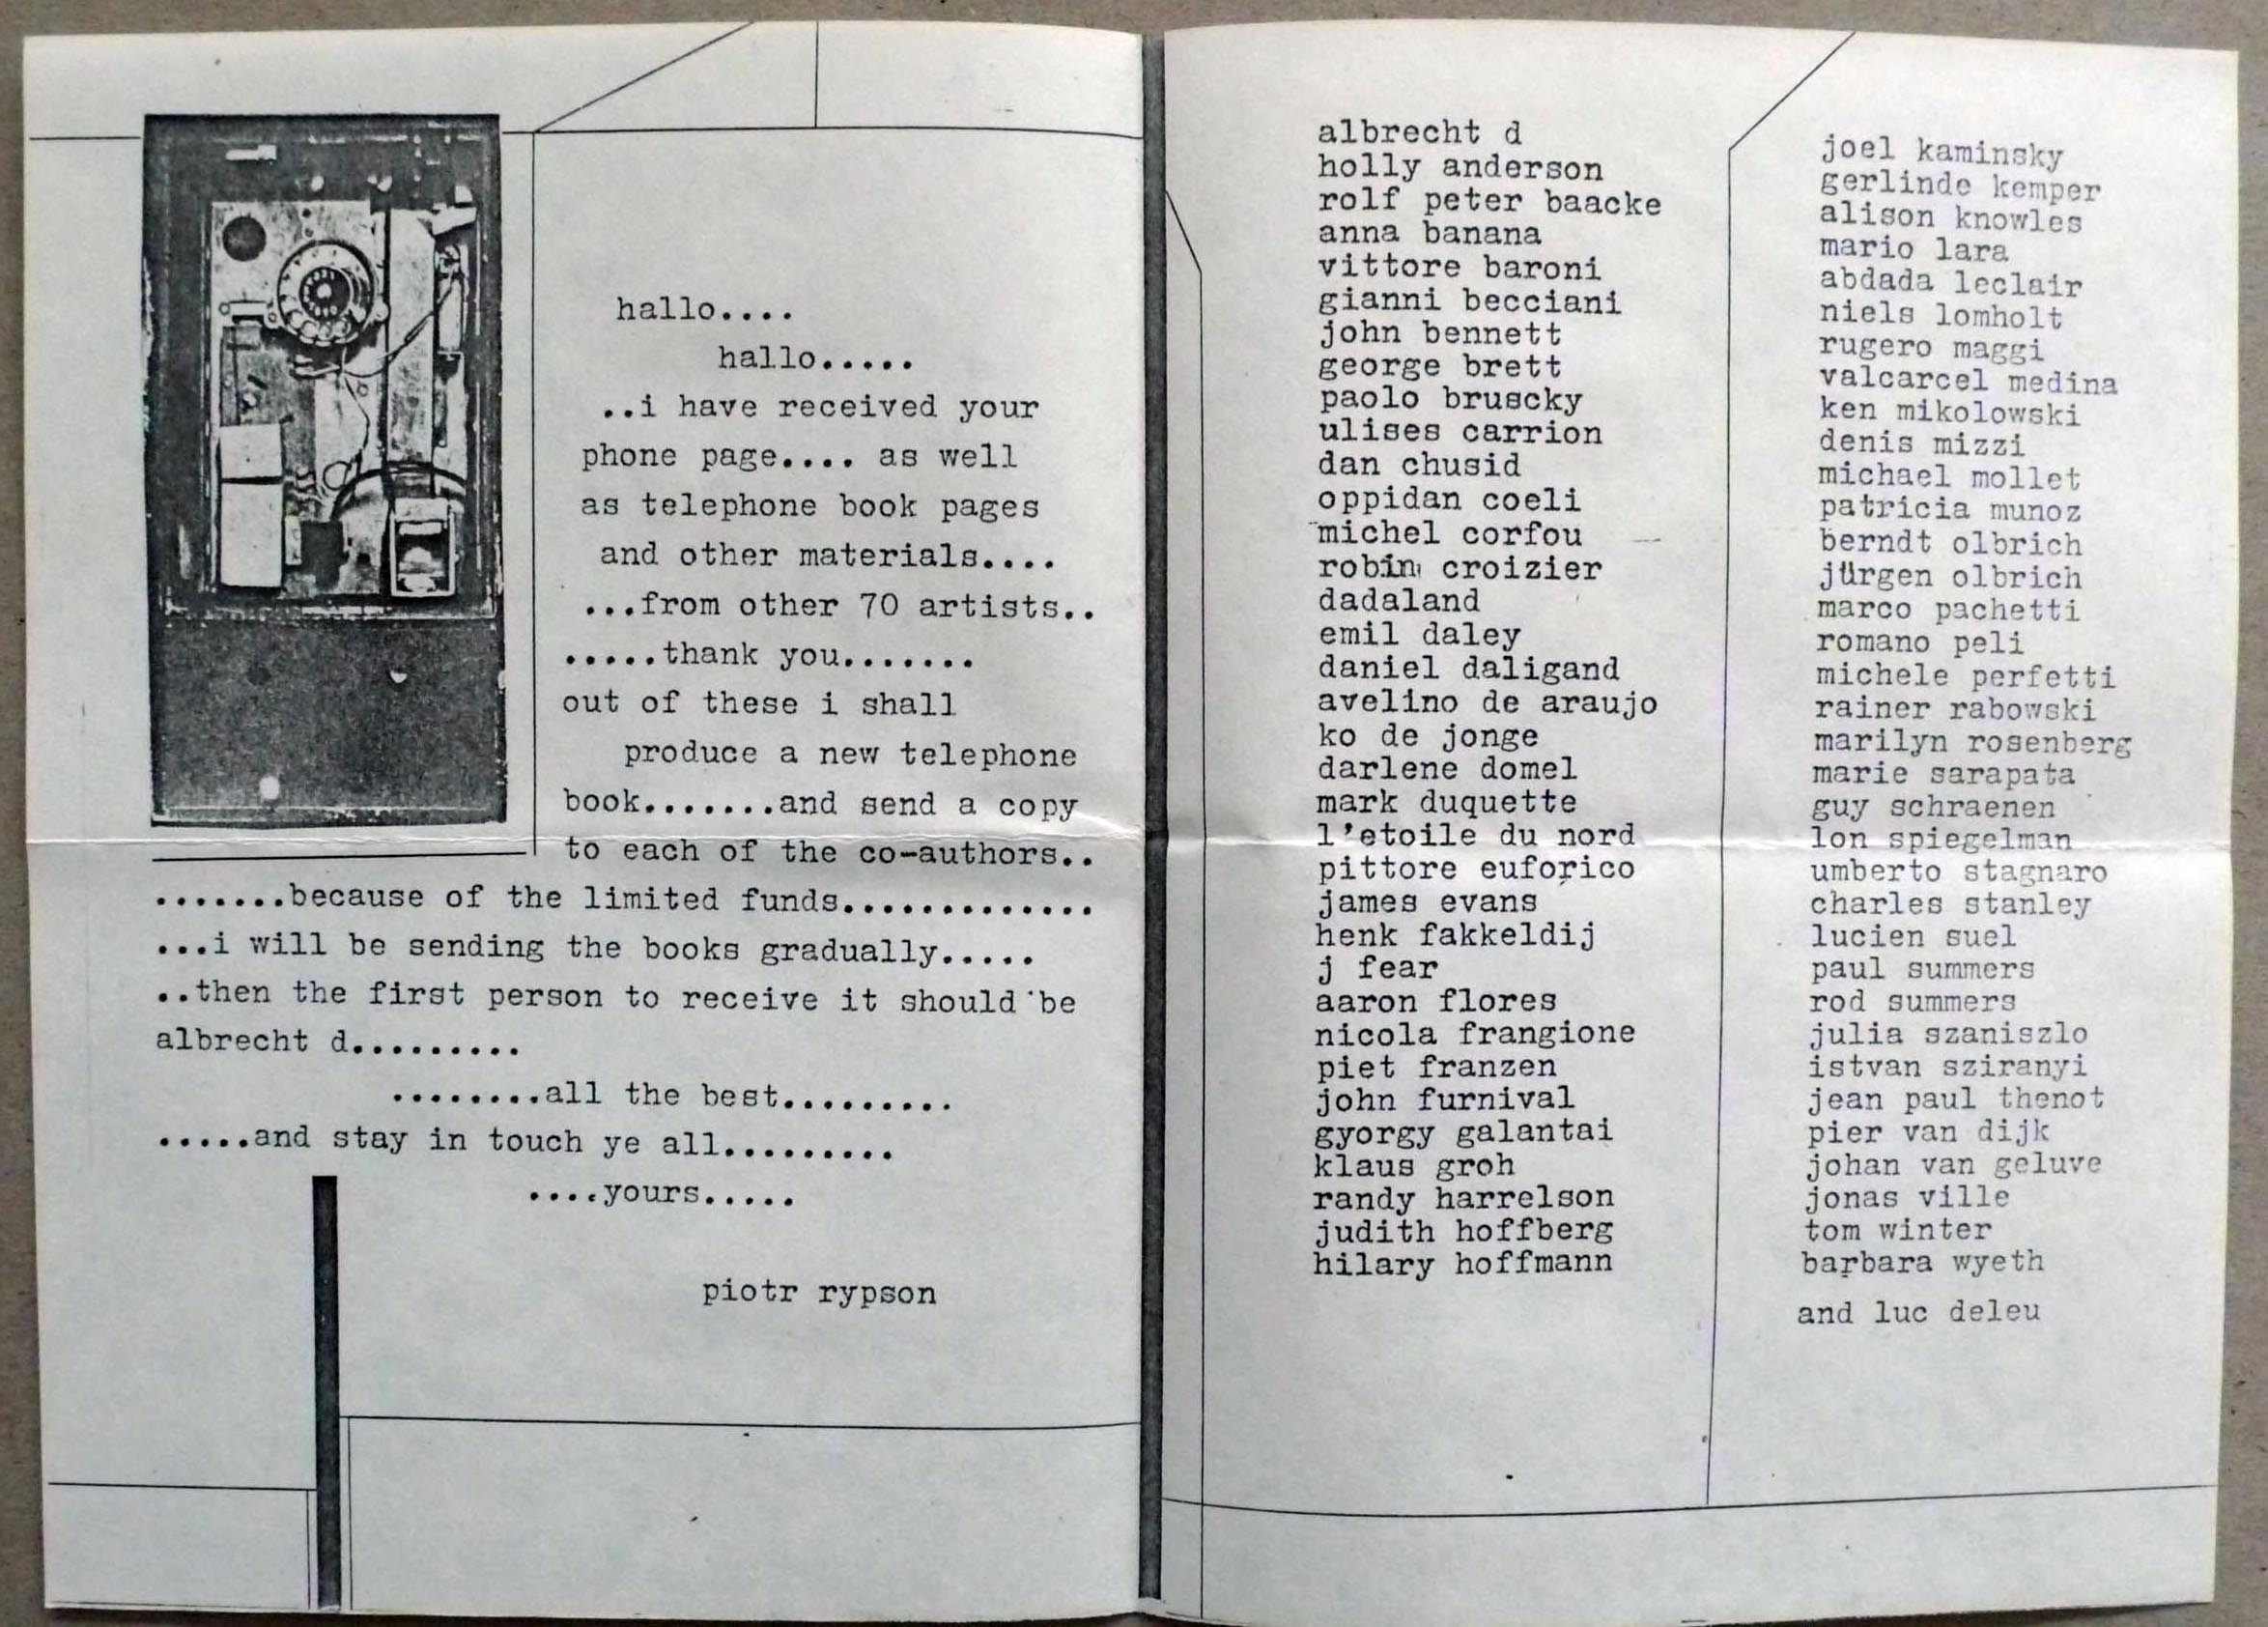 hallo....
hallo.....
..i have received your
phone page.... as well
as telephone book pages
and other materials....
...from other 70 artists..
.....thank you.......
out of these i shall
produce a new telephone
book.......and send a copy
to each of the co-authors..
.......because of the limited funds.............
...i will be sending the books gradually.....
..then the first person to receive it should be
albrecht d.........
........all the best.........
.....and stay in touch ye all.........
....yours.....
piotr rypson
albrecht d
holly anderson
rolf peter baacke
anna banana
vittore baroni
gianni becciani
john bennett
george brett
paolo bruscky
ulises carrion
dan chusid
oppidan coeli
michel corfou
robin croizier
dadaland
emil daley
daniel daligand
avelino de araujo
ko de jonge
darlene domel
mark duquette
l'etoile du nord
pittore euforico
james evans
henk fakkeldij
j fear
aaron flores
nicola frangione
piet franzen
john furnival
gyorgy galantai
klaus groh
randy harrelson
judith hoffberg
hilary hoffmann
joel kaminsky
gerlinde kemper
alison knowles
mario lara
abdada leclair
niels lomholt
rugero maggi
valcarcel medina
ken mikolowski
denis mizzi
michael mollet
patricia munoz
berndt olbrich
jürgen olbrich
marco pachetti
romano peli
michele perfetti
rainer rabowski
marilyn rosenberg
marie sarapata
guy schraenen
lon spiegelman
umberto stagnaro
charles stanley
lucien suel
paul summers
rod summers
julia szaniszlo
istvan sziranyi
jean paul thenot
pier van dijk
johan van geluve
jonas ville
tom winter
barbara wyeth
and luc deleu